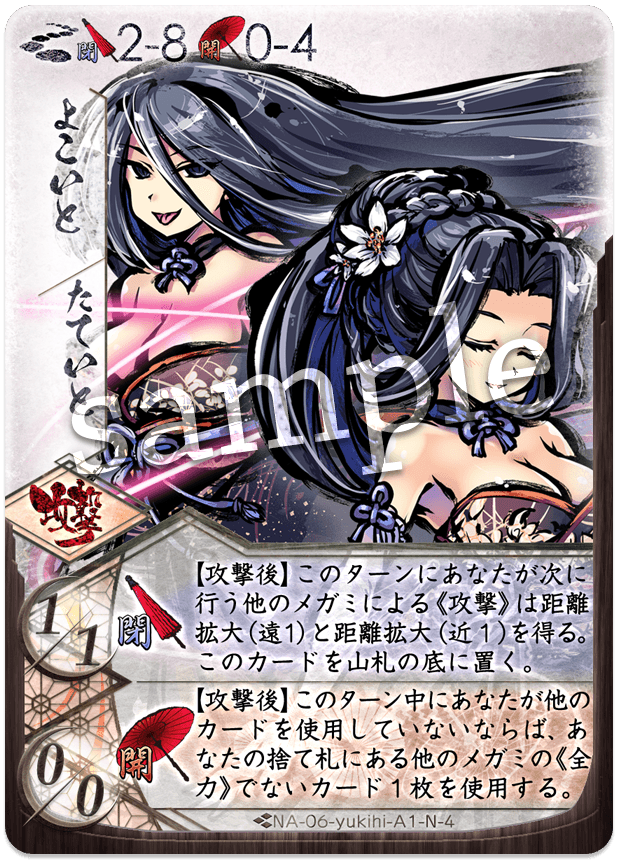 閉 2-8 開 0-4
よこいと
たていと
sample
攻撃
1 1
閉
【攻撃後】このターンにあなたが次に
行う他のメガミによる《攻撃》は距離
拡大(遠1)と距離拡大(近1)を得る。
このカードを山札の底に置く。
0 0
開
【攻撃後】このターン中にあなたが他の
カードを使用していないならば、あ
なたの捨て札にある他のメガミの《全
力》でないカード1枚を使用する。
NA-06-yukihi-A1-N-4